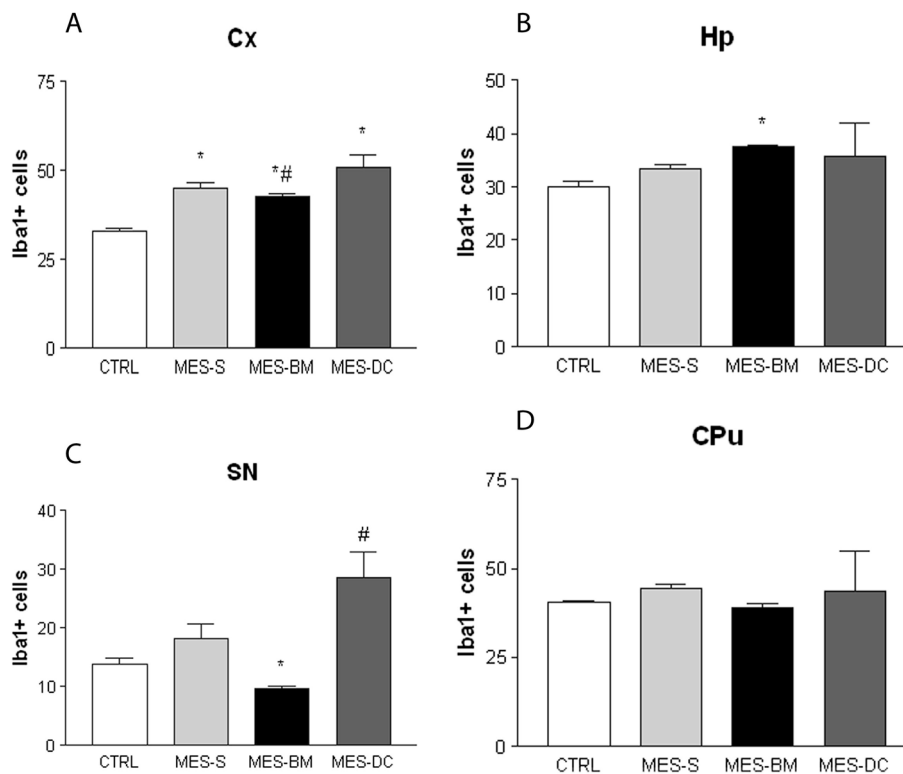 A
Cx
Iba1+ cells
75
50
25
0
*
*#
*
CTRL MES-S MES-BM MES-DC
B
Hp
Iba1+ cells
50
40
30
20
10
0
*
CTRL MES-S MES-BM MES-DC
C
SN
Iba1+ cells
40
30
20
10
0
*
#
CTRL MES-S MES-BM MES-DC
D
CPu
Iba1+ cells
75
50
25
0
CTRL MES-S MES-BM MES-DC